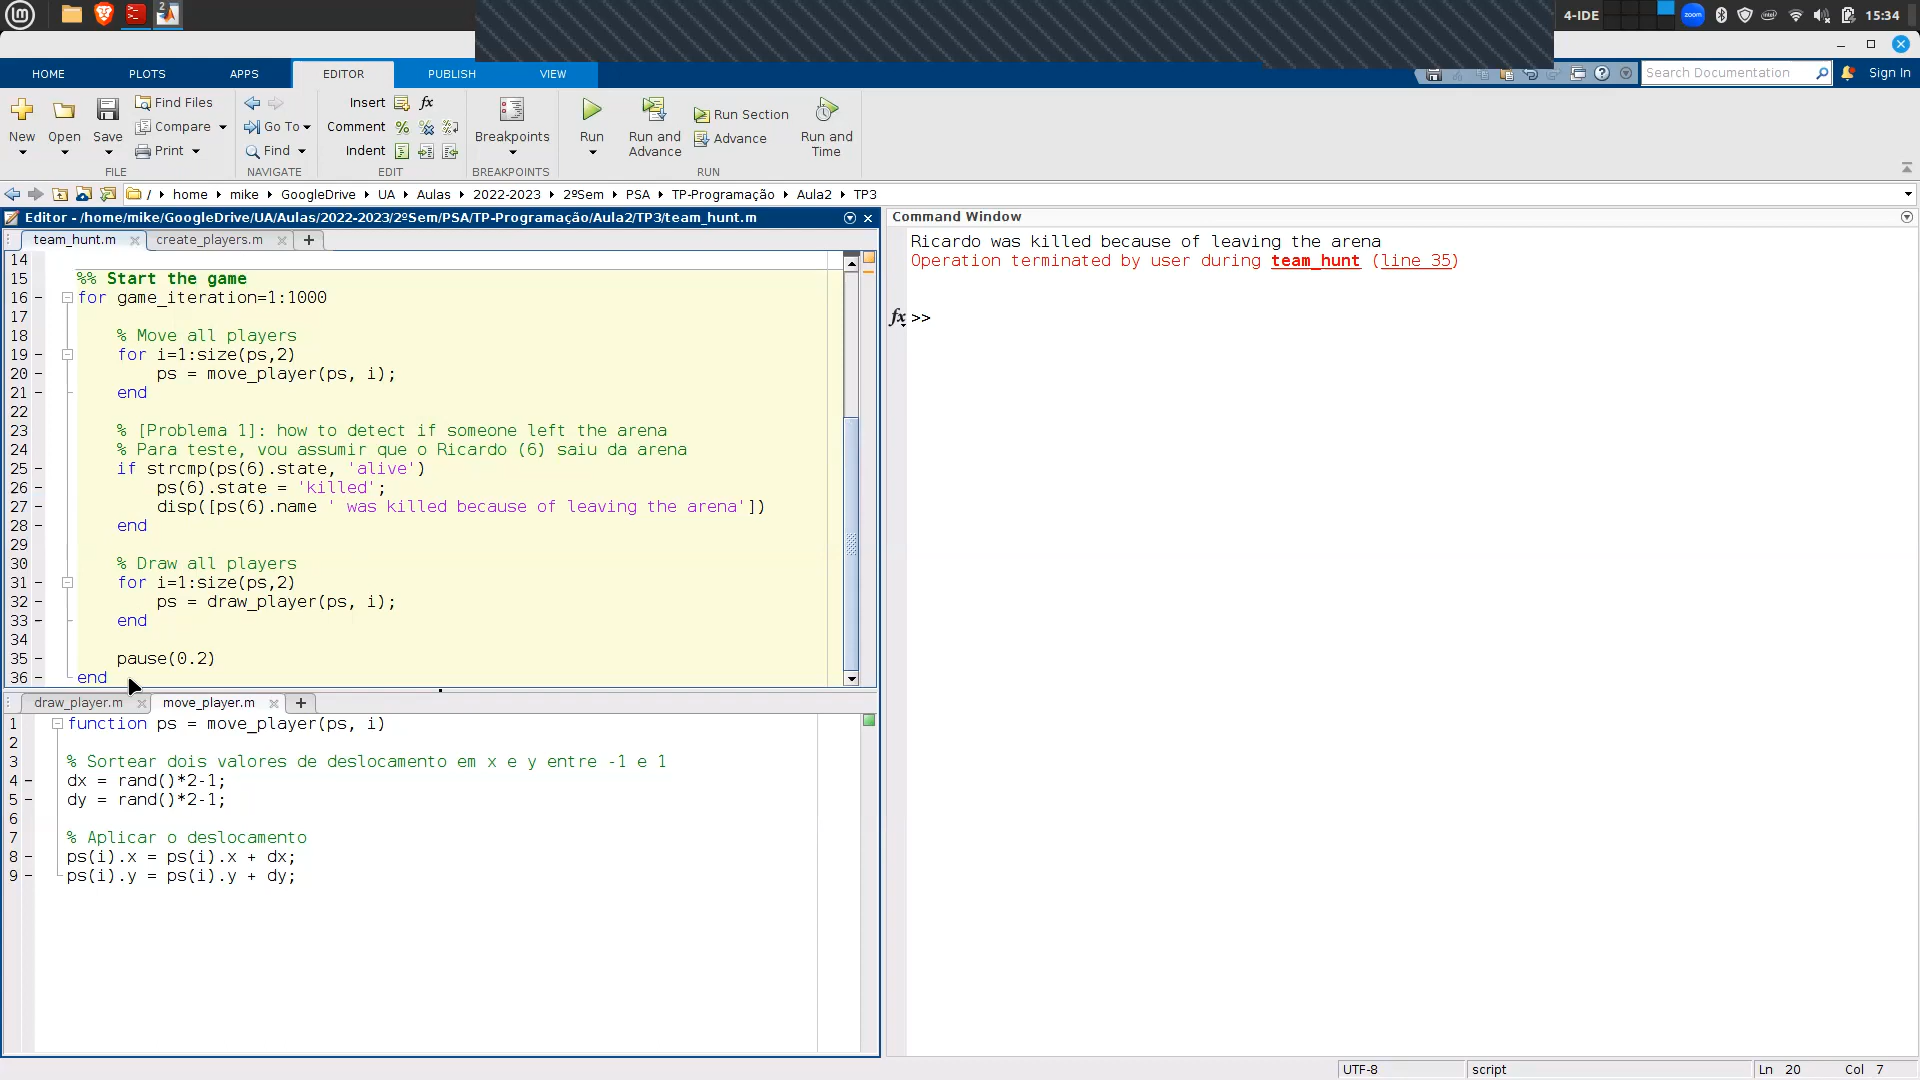 2
4-IDE
zoom
15:34
HOME PLOTS APPS EDITOR PUBLISH VIEW
Search Documentation
Sign In
New Open Save
Find Files
Compare
Print
FILE
Go To
Find
NAVIGATE
Insert fx
Comment
Indent
EDIT
Breakpoints
BREAKPOINTS
Run
Run and Advance
Run Section
Advance
Run and Time
RUN
/ home mike GoogleDrive UA Aulas 2022-2023 2ºSem PSA TP-Programação Aula2 TP3
Editor - /home/mike/GoogleDrive/UA/Aulas/2022-2023/2ºSem/PSA/TP-Programação/Aula2/TP3/team_hunt.m
team_hunt.m create_players.m
14
15 %% Start the game
16 for game_iteration=1:1000
17
18 % Move all players
19 for i=1:size(ps,2)
20 ps = move_player(ps, i);
21 end
22
23 % [Problema 1]: how to detect if someone left the arena
24 % Para teste, vou assumir que o Ricardo (6) saiu da arena
25 if strcmp(ps(6).state, 'alive')
26 ps(6).state = 'killed';
27 disp([ps(6).name ' was killed because of leaving the arena'])
28 end
29
30 % Draw all players
31 for i=1:size(ps,2)
32 ps = draw_player(ps, i);
33 end
34
35 pause(0.2)
36 end
draw_player.m move_player.m
1 function ps = move_player(ps, i)
2
3 % Sortear dois valores de deslocamento em x e y entre -1 e 1
4 dx = rand()*2-1;
5 dy = rand()*2-1;
6
7 % Aplicar o deslocamento
8 ps(i).x = ps(i).x + dx;
9 ps(i).y = ps(i).y + dy;
Command Window
Ricardo was killed because of leaving the arena
Operation terminated by user during team_hunt (line 35)
fx >>
UTF-8 script Ln 20 Col 7